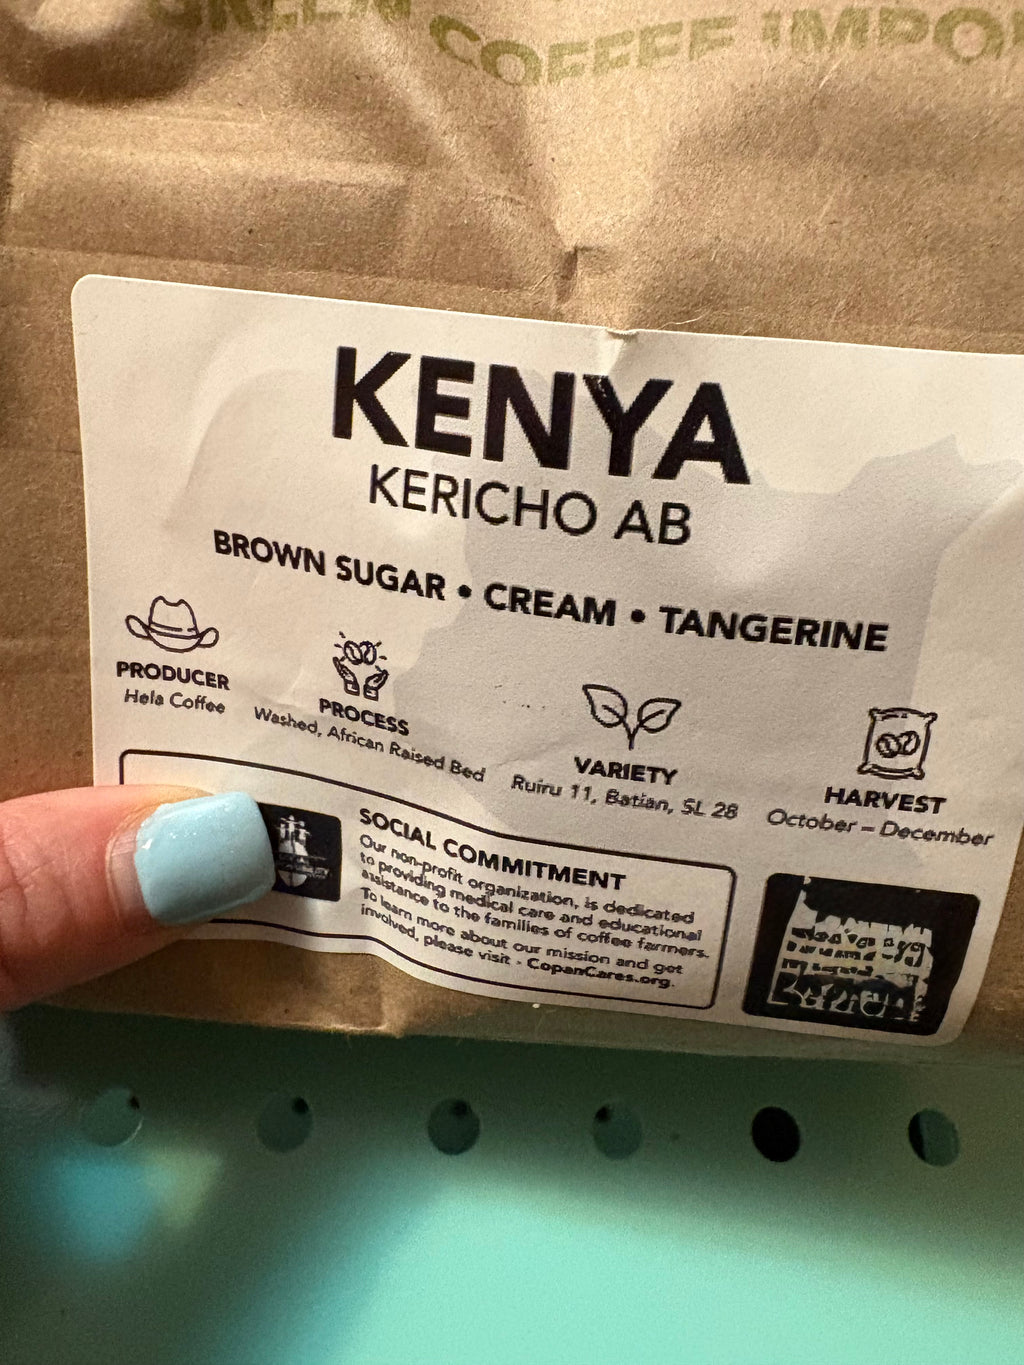 GREEN
COFFEE IMPO
KENYA
KERICHO AB
BROWN SUGAR • CREAM • TANGERINE
PRODUCER
Hela Coffee
PROCESS
Washed, African Raised Bed
VARIETY
Ruiru 11, Batian, SL 28
HARVEST
October – December
SOCIAL COMMITMENT
Our non-profit organization, is dedicated
to providing medical care and educational
assistance to the families of coffee farmers.
To learn more about our mission and get
involved, please visit - CopanCares.org.